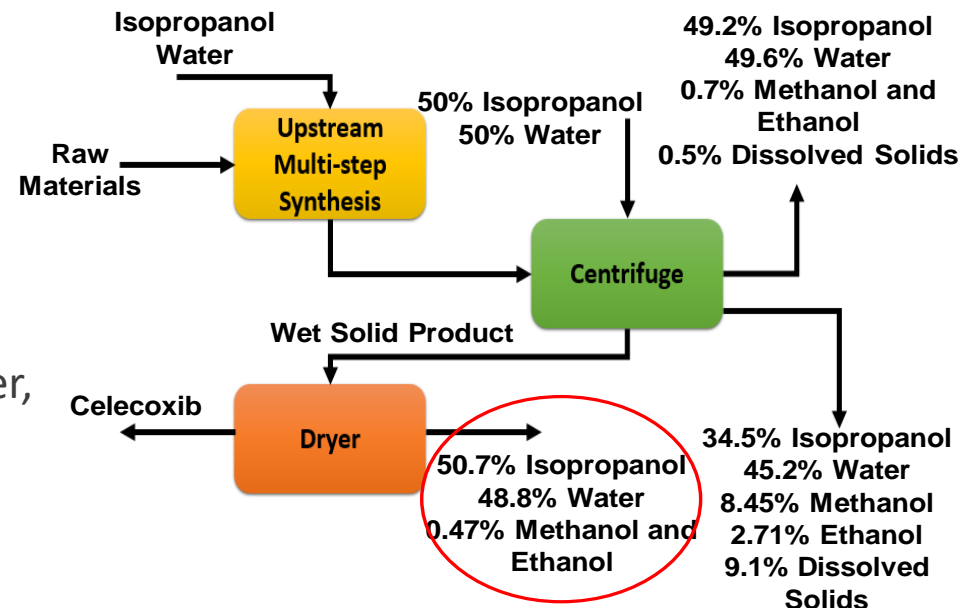 Isopropanol
Water
49.2% Isopropanol
49.6% Water
0.7% Methanol and
Ethanol
0.5% Dissolved Solids
50% Isopropanol
50% Water
Raw
Materials
Upstream
Multi-step
Synthesis
Centrifuge
Wet Solid Product
er,
Celecoxib
Dryer
50.7% Isopropanol
48.8% Water
0.47% Methanol and
Ethanol
34.5% Isopropanol
45.2% Water
8.45% Methanol
2.71% Ethanol
9.1% Dissolved
Solids